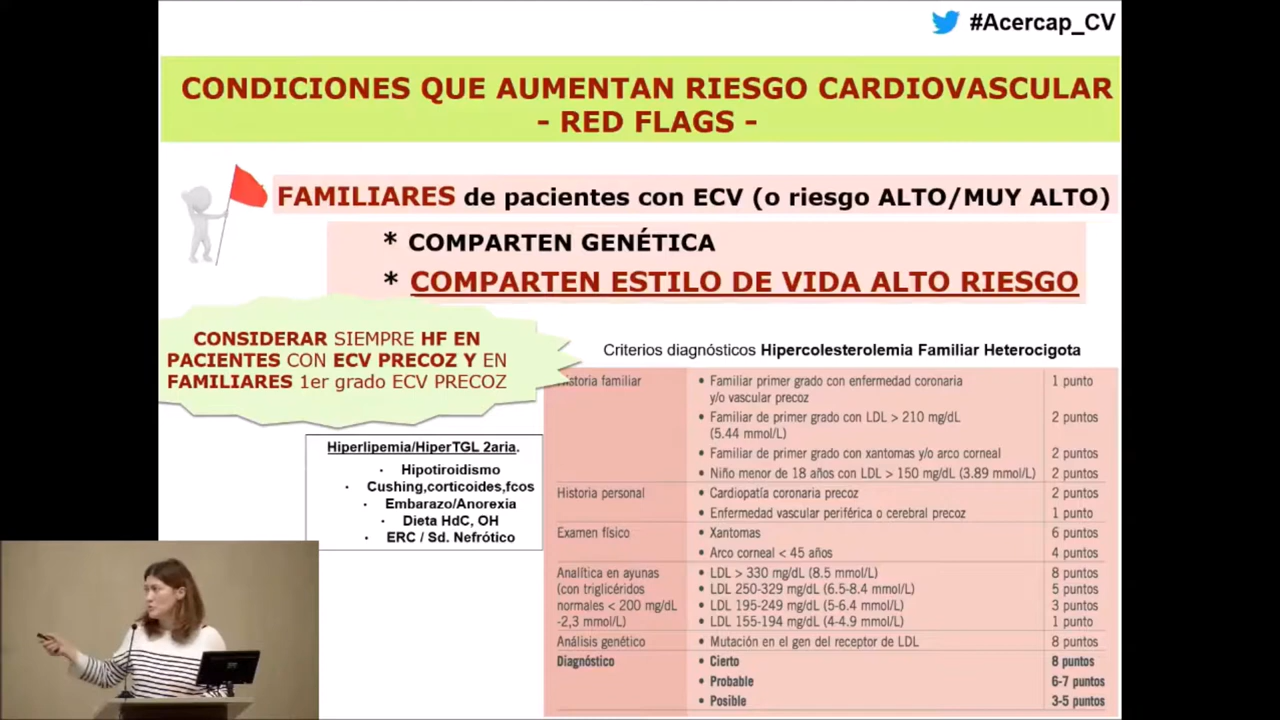 #Acercap_CV
CONDICIONES QUE AUMENTAN RIESGO CARDIOVASCULAR
- RED FLAGS -
FAMILIARES de pacientes con ECV (o riesgo ALTO/MUY ALTO)
* COMPARTEN GENÉTICA
* COMPARTEN ESTILO DE VIDA ALTO RIESGO
CONSIDERAR SIEMPRE HF EN
PACIENTES CON ECV PRECOZ Y EN
FAMILIARES 1er grado ECV PRECOZ
Hiperlipemia/HiperTGL 2aria.
· Hipotiroidismo
· Cushing,corticoides,fcos
· Embarazo/Anorexia
· Dieta HdC, OH
· ERC / Sd. Nefrótico
Criterios diagnósticos Hipercolesterolemia Familiar Heterocigota
Historia familiar • Familiar primer grado con enfermedad coronaria 1 punto
y/o vascular precoz
• Familiar de primer grado con LDL > 210 mg/dL 2 puntos
(5.44 mmol/L)
• Familiar de primer grado con xantomas y/o arco corneal 2 puntos
• Niño menor de 18 años con LDL > 150 mg/dL (3.89 mmol/L) 2 puntos
Historia personal • Cardiopatía coronaria precoz 2 puntos
• Enfermedad vascular periférica o cerebral precoz 1 punto
Examen físico • Xantomas 6 puntos
• Arco corneal < 45 años 4 puntos
Analítica en ayunas • LDL > 330 mg/dL (8.5 mmol/L) 8 puntos
(con triglicéridos • LDL 250-329 mg/dL (6.5-8.4 mmol/L) 5 puntos
normales < 200 mg/dL • LDL 195-249 mg/dL (5-6.4 mmol/L) 3 puntos
-2,3 mmol/L) • LDL 155-194 mg/dL (4-4.9 mmol/L) 1 punto
Análisis genético • Mutación en el gen del receptor de LDL 8 puntos
Diagnóstico • Cierto 8 puntos
• Probable 6-7 puntos
• Posible 3-5 puntos